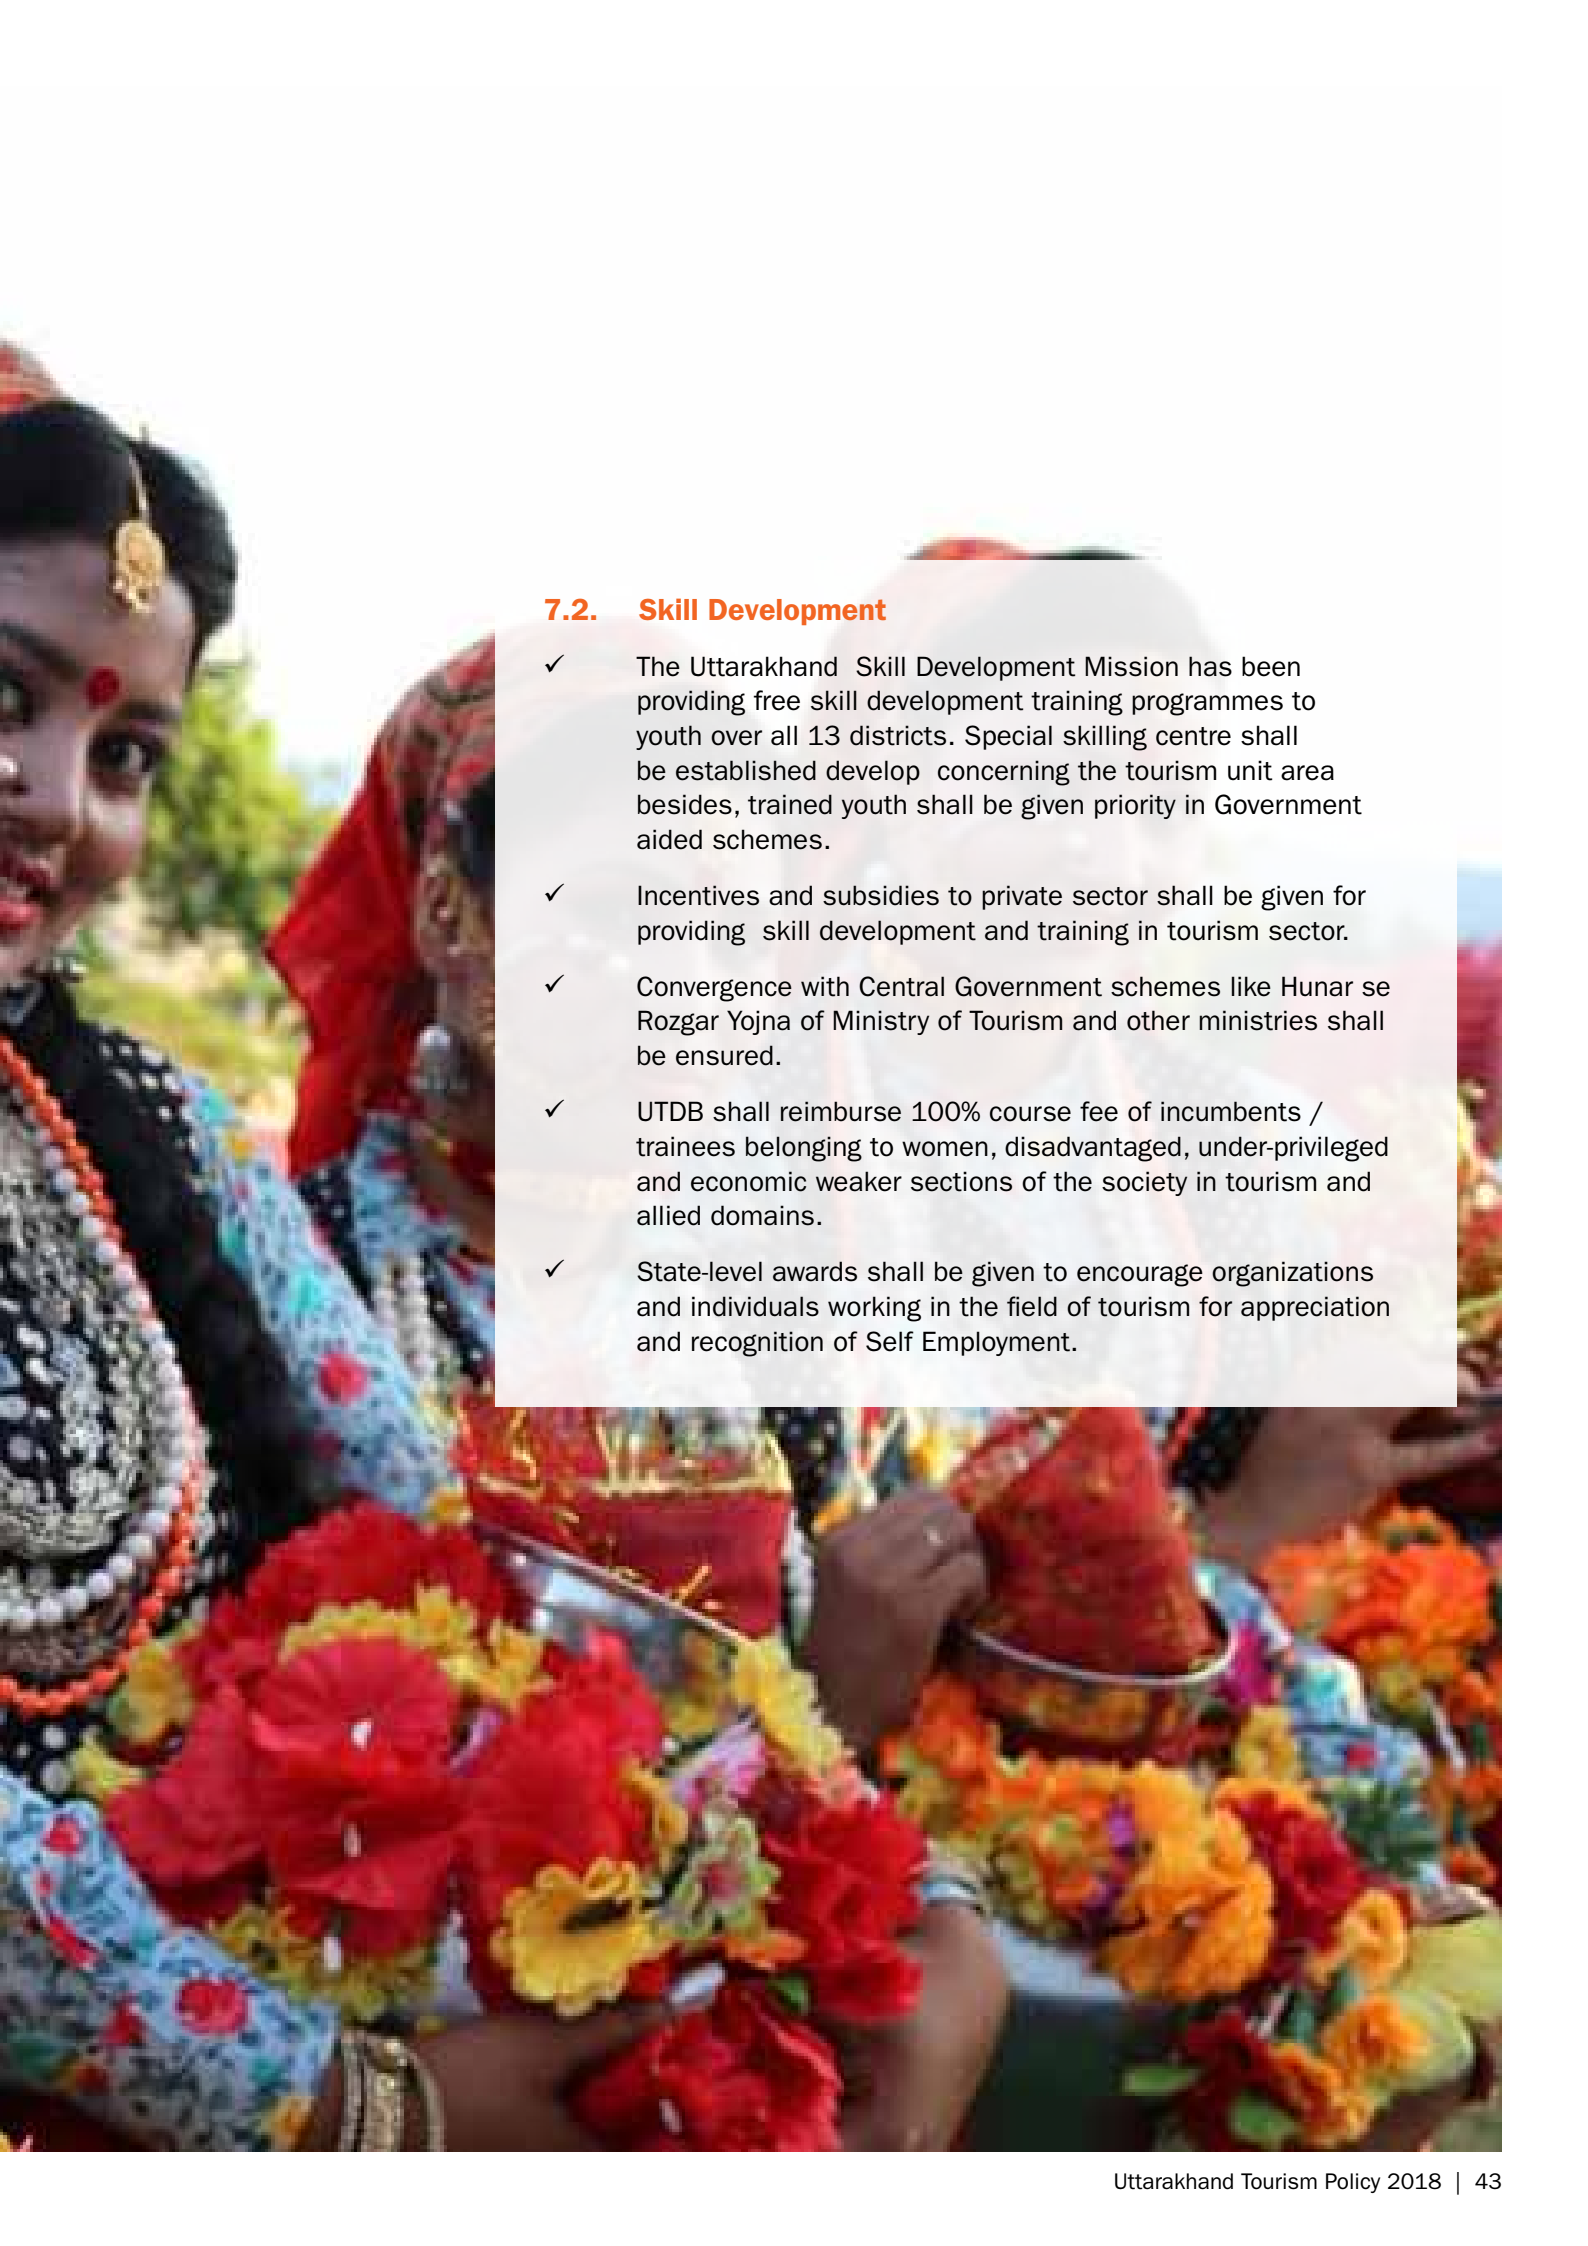 7.2. Skill Development
✓ The Uttarakhand  Skill Development Mission has been
providing free skill development training programmes to
youth over all 13 districts. Special skilling centre shall
be established develop  concerning the tourism unit area
besides, trained youth shall be given priority in Government
aided schemes.
✓ Incentives and subsidies to private sector shall be given for
providing  skill development and training in tourism sector.
✓ Convergence with Central Government schemes like Hunar se
Rozgar Yojna of Ministry of Tourism and other ministries shall
be ensured.
✓ UTDB shall reimburse 100% course fee of incumbents /
trainees belonging to women, disadvantaged, under-privileged
and economic weaker sections of the society in tourism and
allied domains.
✓ State-level awards shall be given to encourage organizations
and individuals working in the field of tourism for appreciation
and recognition of Self Employment.
Uttarakhand Tourism Policy 2018 | 43